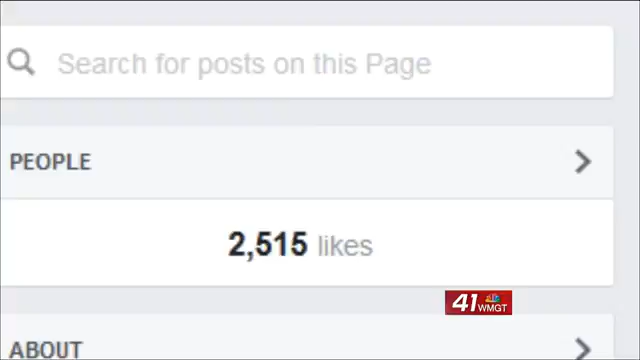 Search for posts on this Page
PEOPLE
2,515 likes
41 WMGT
ABOUT